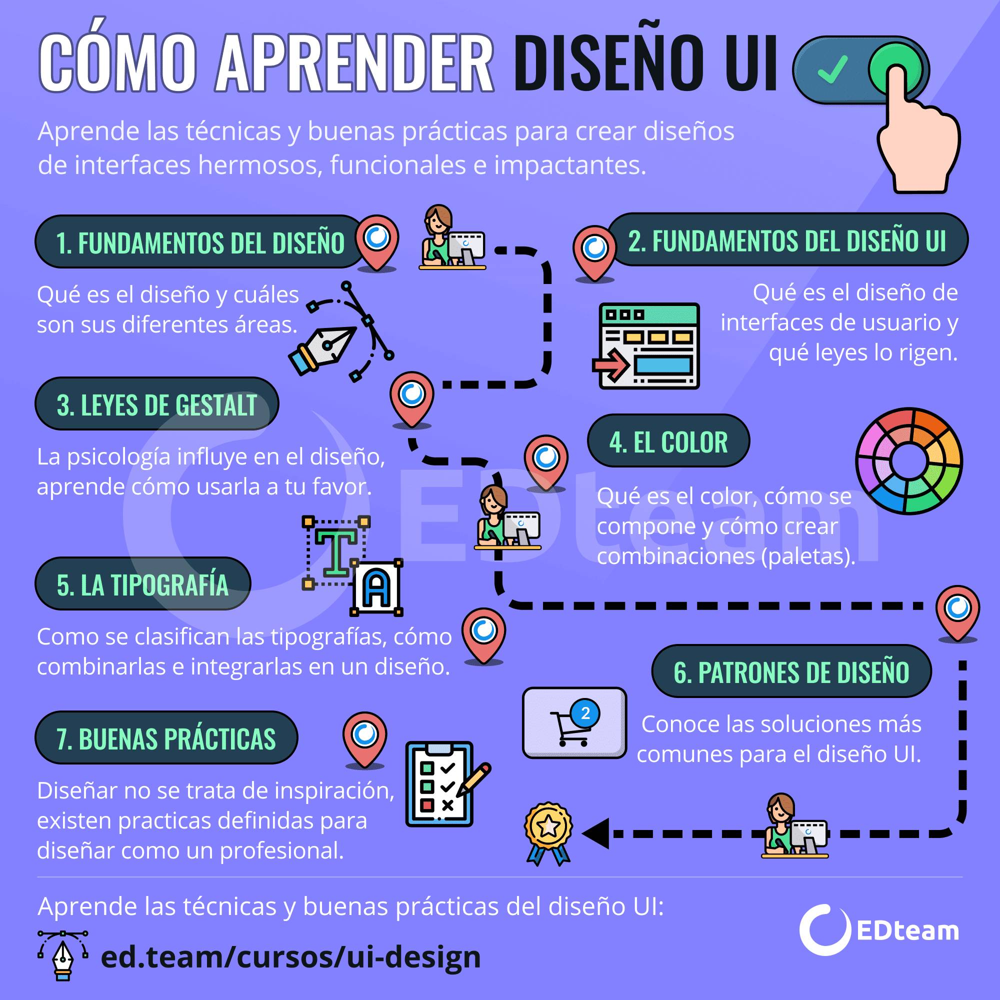 CÓMO APRENDER DISEÑO UI
Aprende las técnicas y buenas prácticas para crear diseños
de interfaces hermosos, funcionales e impactantes.
1. FUNDAMENTOS DEL DISEÑO
Qué es el diseño y cuáles
son sus diferentes áreas.
2. FUNDAMENTOS DEL DISEÑO UI
Qué es el diseño de
interfaces de usuario y
qué leyes lo rigen.
3. LEYES DE GESTALT
La psicología influye en el diseño,
aprende cómo usarla a tu favor.
4. EL COLOR
Qué es el color, cómo se
compone y cómo crear
combinaciones (paletas).
EDteam
T
A
5. LA TIPOGRAFÍA
Como se clasifican las tipografías, cómo
combinarlas e integrarlas en un diseño.
6. PATRONES DE DISEÑO
Conoce las soluciones más
comunes para el diseño UI.
2
7. BUENAS PRÁCTICAS
Diseñar no se trata de inspiración,
existen practicas definidas para
diseñar como un profesional.
Aprende las técnicas y buenas prácticas del diseño UI:
ed.team/cursos/ui-design
EDteam